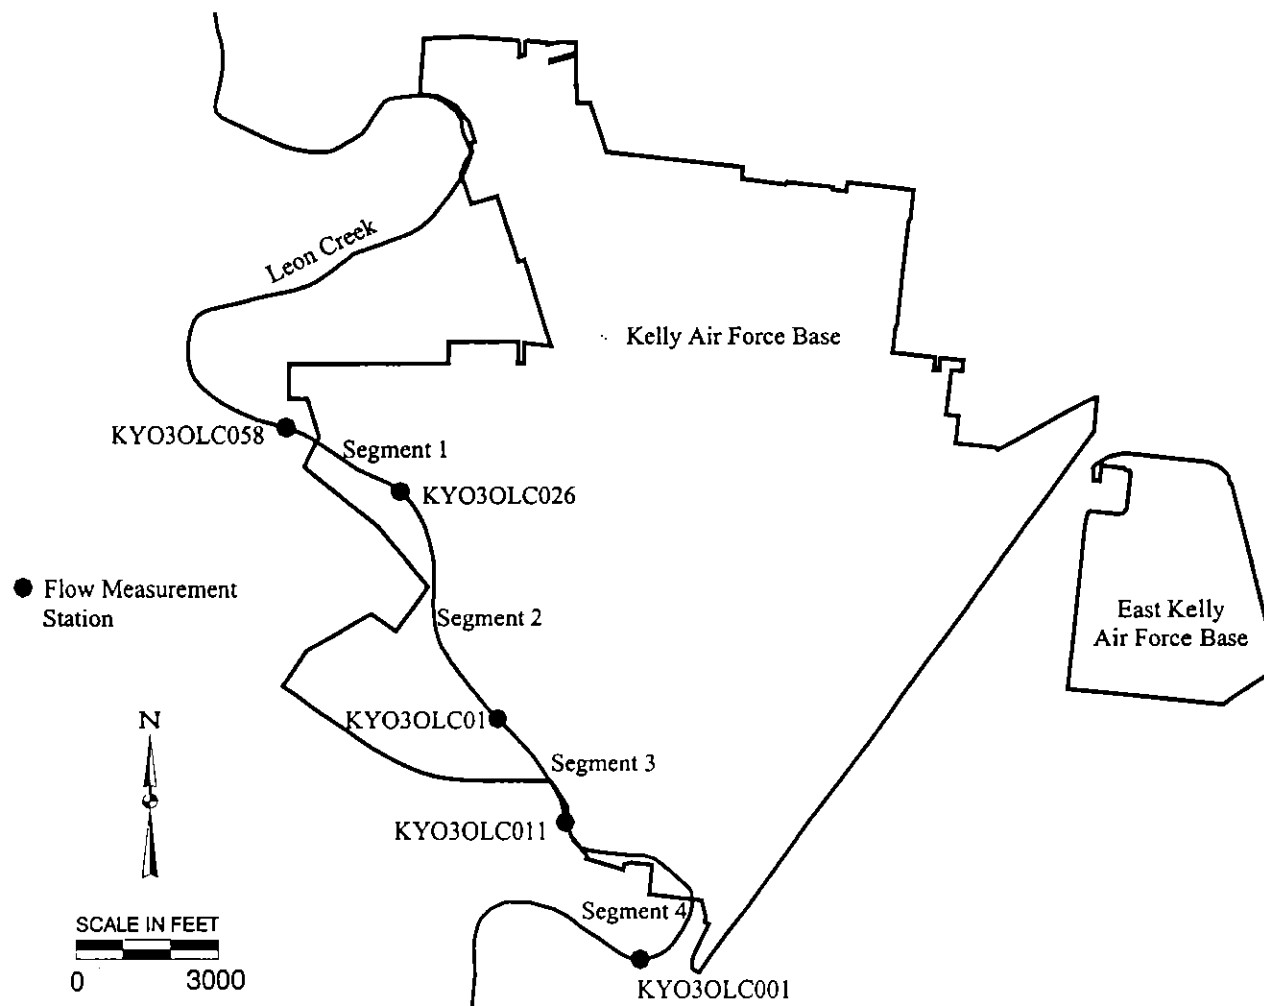 Leon Creek
Kelly Air Force Base
KYO3OLC058
Segment 1
KYO3OLC026
Flow Measurement
Station
Segment 2
East Kelly
Air Force Base
KYO3OLC01
N
Segment 3
KYO3OLC011
SCALE IN FEET
Segment 4
0 3000
KYO3OLC001